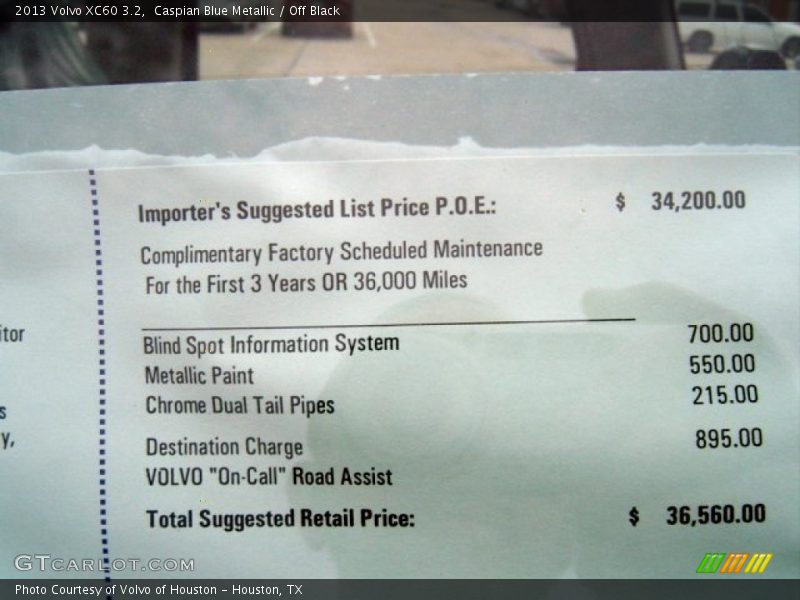 2013 Volvo XC60 3.2,  Caspian Blue Metallic / Off Black
Importer's Suggested List Price P.O.E.: $ 34,200.00
Complimentary Factory Scheduled Maintenance
For the First 3 Years OR 36,000 Miles
itor
Blind Spot Information System 700.00
Metallic Paint 550.00
Chrome Dual Tail Pipes 215.00
s
y,
Destination Charge 895.00
VOLVO "On-Call" Road Assist
Total Suggested Retail Price: $ 36,560.00
GTCARLOT.COM
Photo Courtesy of Volvo of Houston - Houston, TX